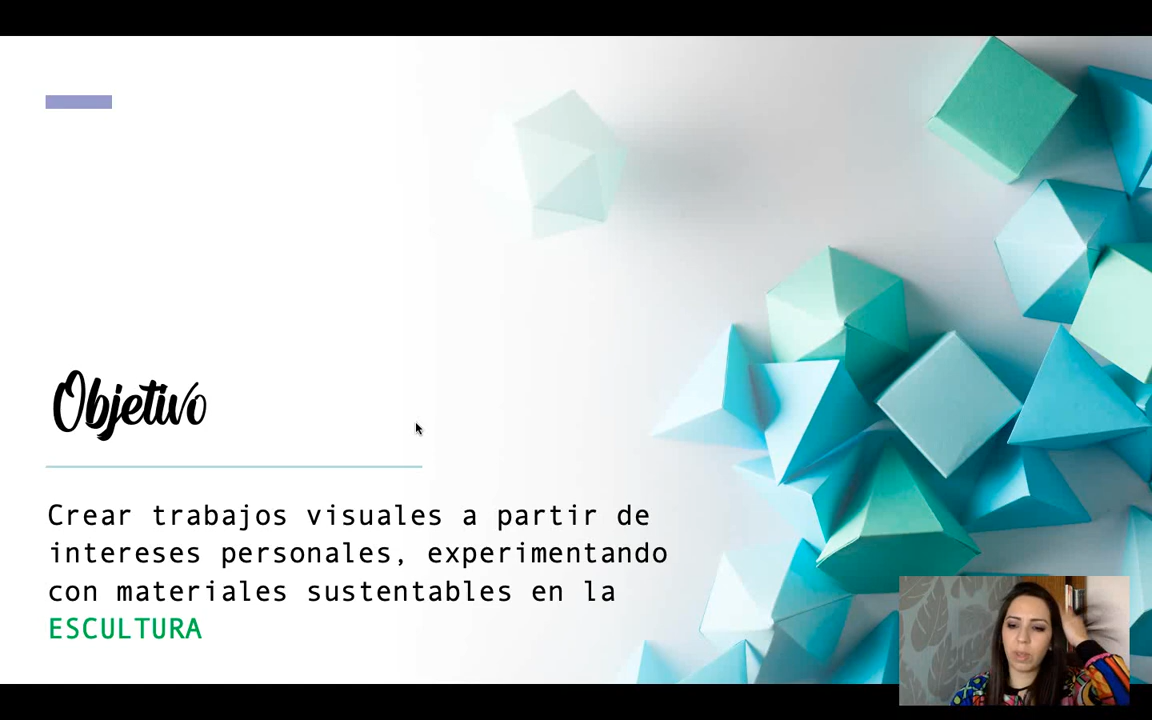 Objetivo
Crear trabajos visuales a partir de
intereses personales, experimentando
con materiales sustentables en la
ESCULTURA